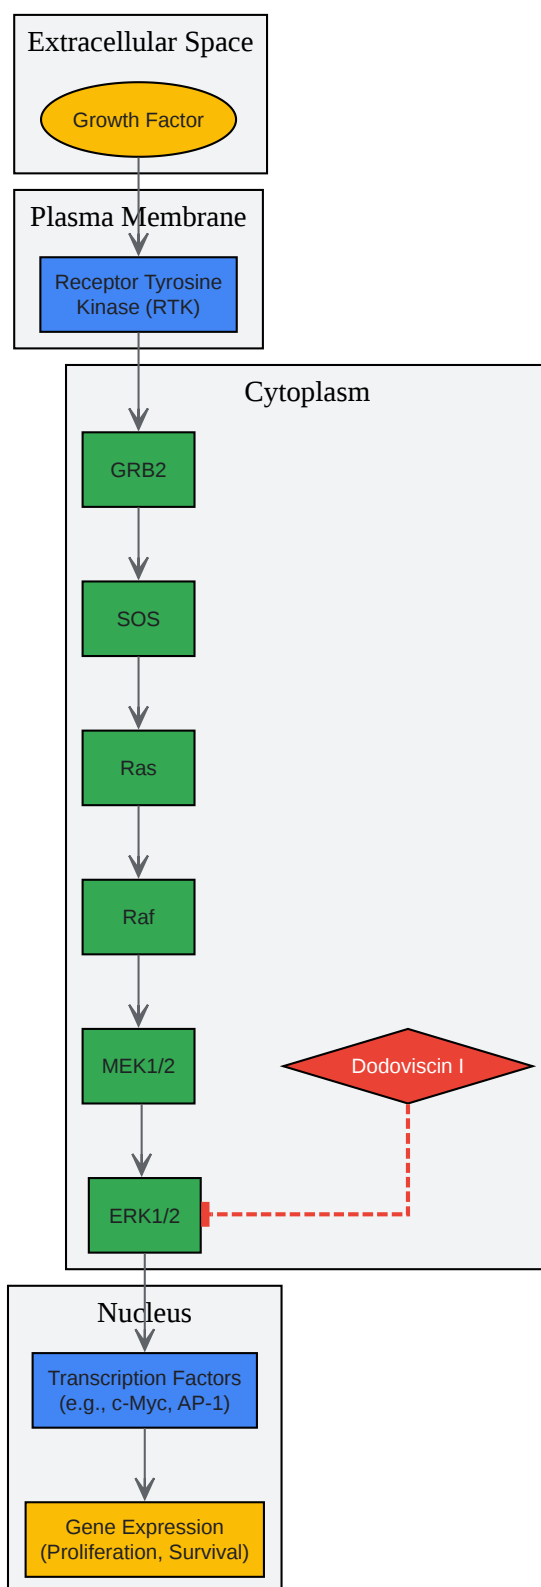 Extracellular Space
Growth Factor
Plasma Membrane
Receptor Tyrosine
Kinase (RTK)
Cytoplasm
GRB2
SOS
Ras
Raf
MEK1/2
Dodoviscin I
ERK1/2
Nucleus
Transcription Factors
(e.g., c-Myc, AP-1)
Gene Expression
(Proliferation, Survival)